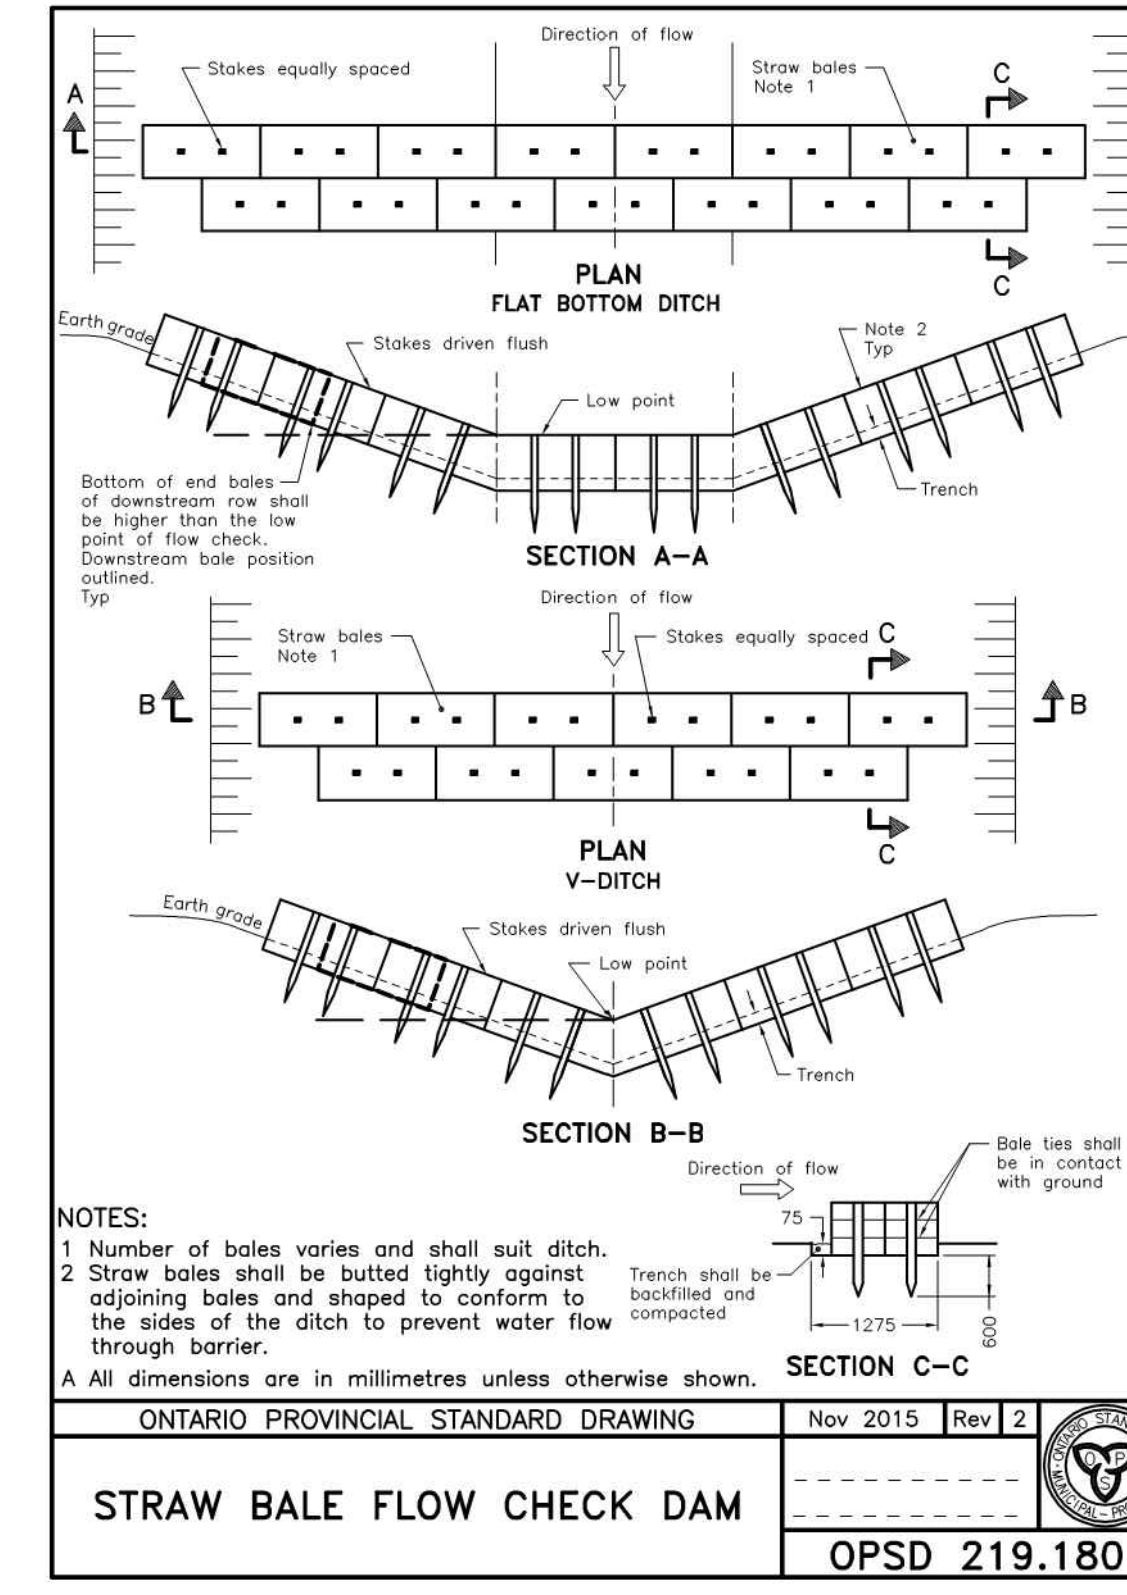 Direction of flow
Stakes equally spaced
Straw bales
Note 1
C
A
PLAN
FLAT BOTTOM DITCH
C
Earth grade
Stakes driven flush
Note 2
Typ
Low point
Bottom of end bales
of downstream row shall
be higher than the low
point of flow check.
Downstream bale position
outlined.
Typ
Trench
SECTION A-A
Direction of flow
Straw bales
Note 1
Stakes equally spaced
C
B
B
PLAN
V-DITCH
C
Earth grade
Stakes driven flush
Low point
Trench
SECTION B-B
Direction of flow
Bale ties shall
be in contact
with ground
75
Trench shall be
backfilled and
compacted
1275
600
SECTION C-C
NOTES:
1 Number of bales varies and shall suit ditch.
2 Straw bales shall be butted tightly against
adjoining bales and shaped to conform to
the sides of the ditch to prevent water flow
through barrier.
A All dimensions are in millimetres unless otherwise shown.
ONTARIO PROVINCIAL STANDARD DRAWING
Nov 2015
Rev
2
STRAW BALE FLOW CHECK DAM
OPSD 219.180
ONTARIO
MUNICIPAL
O
P
S